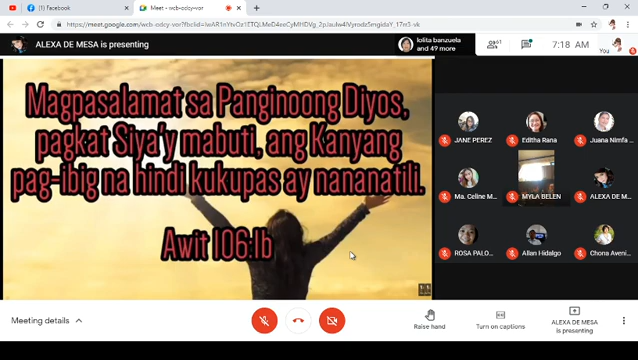 Facebook
Meet - wcb-odcy-vor
ALEXA DE MESA is presenting
lolita banzuela
and 49 more
7:18 AM
You
Magpasalamat sa Panginoong Diyos,
pagkat Siya'y mabuti, ang Kanyang
pag-ibig na hindi kukupas ay nananatili.
Awit 106:1b
JANE PEREZ
Editha Rana
Juana Nimfa ...
Ma. Celine M...
MYLA BELEN
ALEXA DE M...
ROSA PALO...
Allan Hidalgo
Chona Aveni...
Meeting details
Raise hand
Turn on captions
ALEXA DE MESA
is presenting